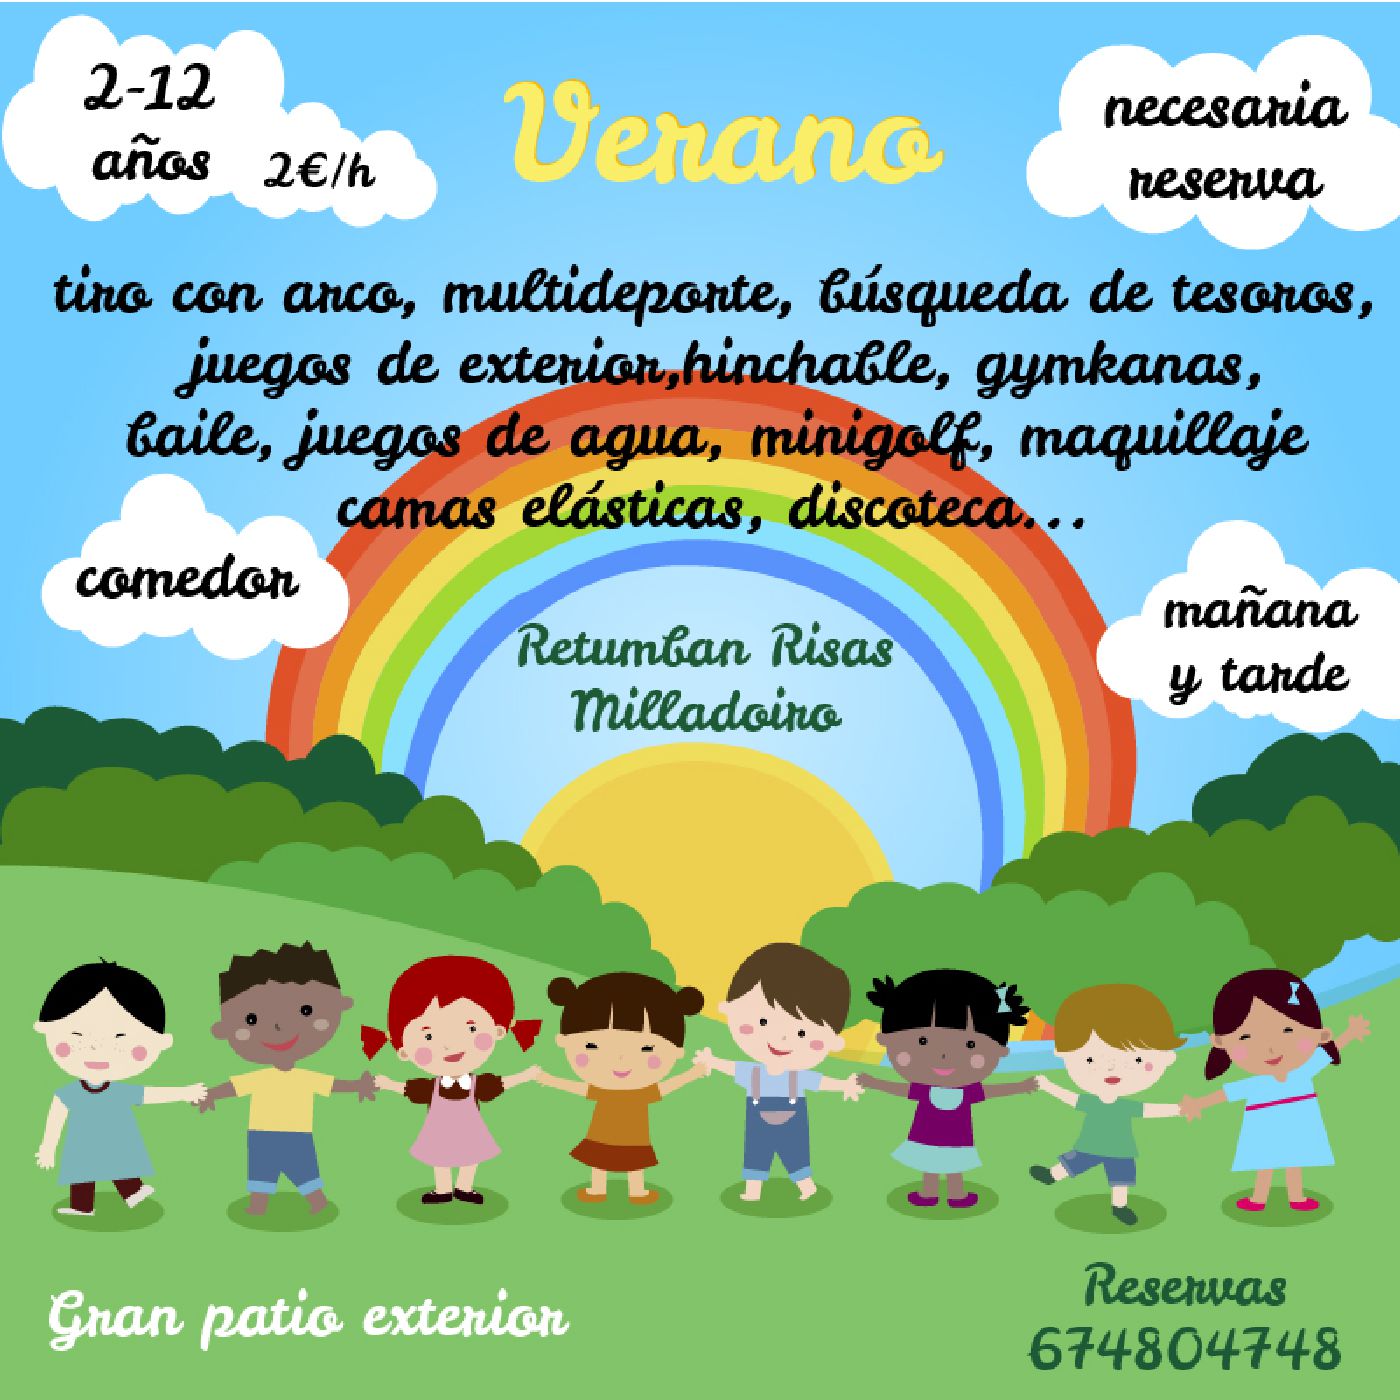 2-12
años
2€/h
Verano
necesaria
reserva
tiro con arco, multideporte, búsqueda de tesoros,
juegos de exterior,hinchable, gymkanas,
baile, juegos de agua, minigolf, maquillaje
camas elásticas, discoteca...
comedor
mañana
y tarde
Retumban Risas
Milladoiro
Gran patio exterior
Reservas
674804748